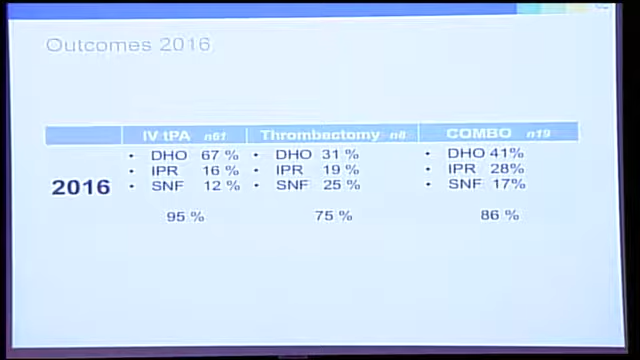 Outcomes 2016
IV tPA n61 Thrombectomy n8 COMBO n19
• DHO 67 % • DHO 31 % • DHO 41%
• IPR 16 % • IPR 19 % • IPR 28%
2016 • SNF 12 % • SNF 25 % • SNF 17%
95 % 75 % 86 %